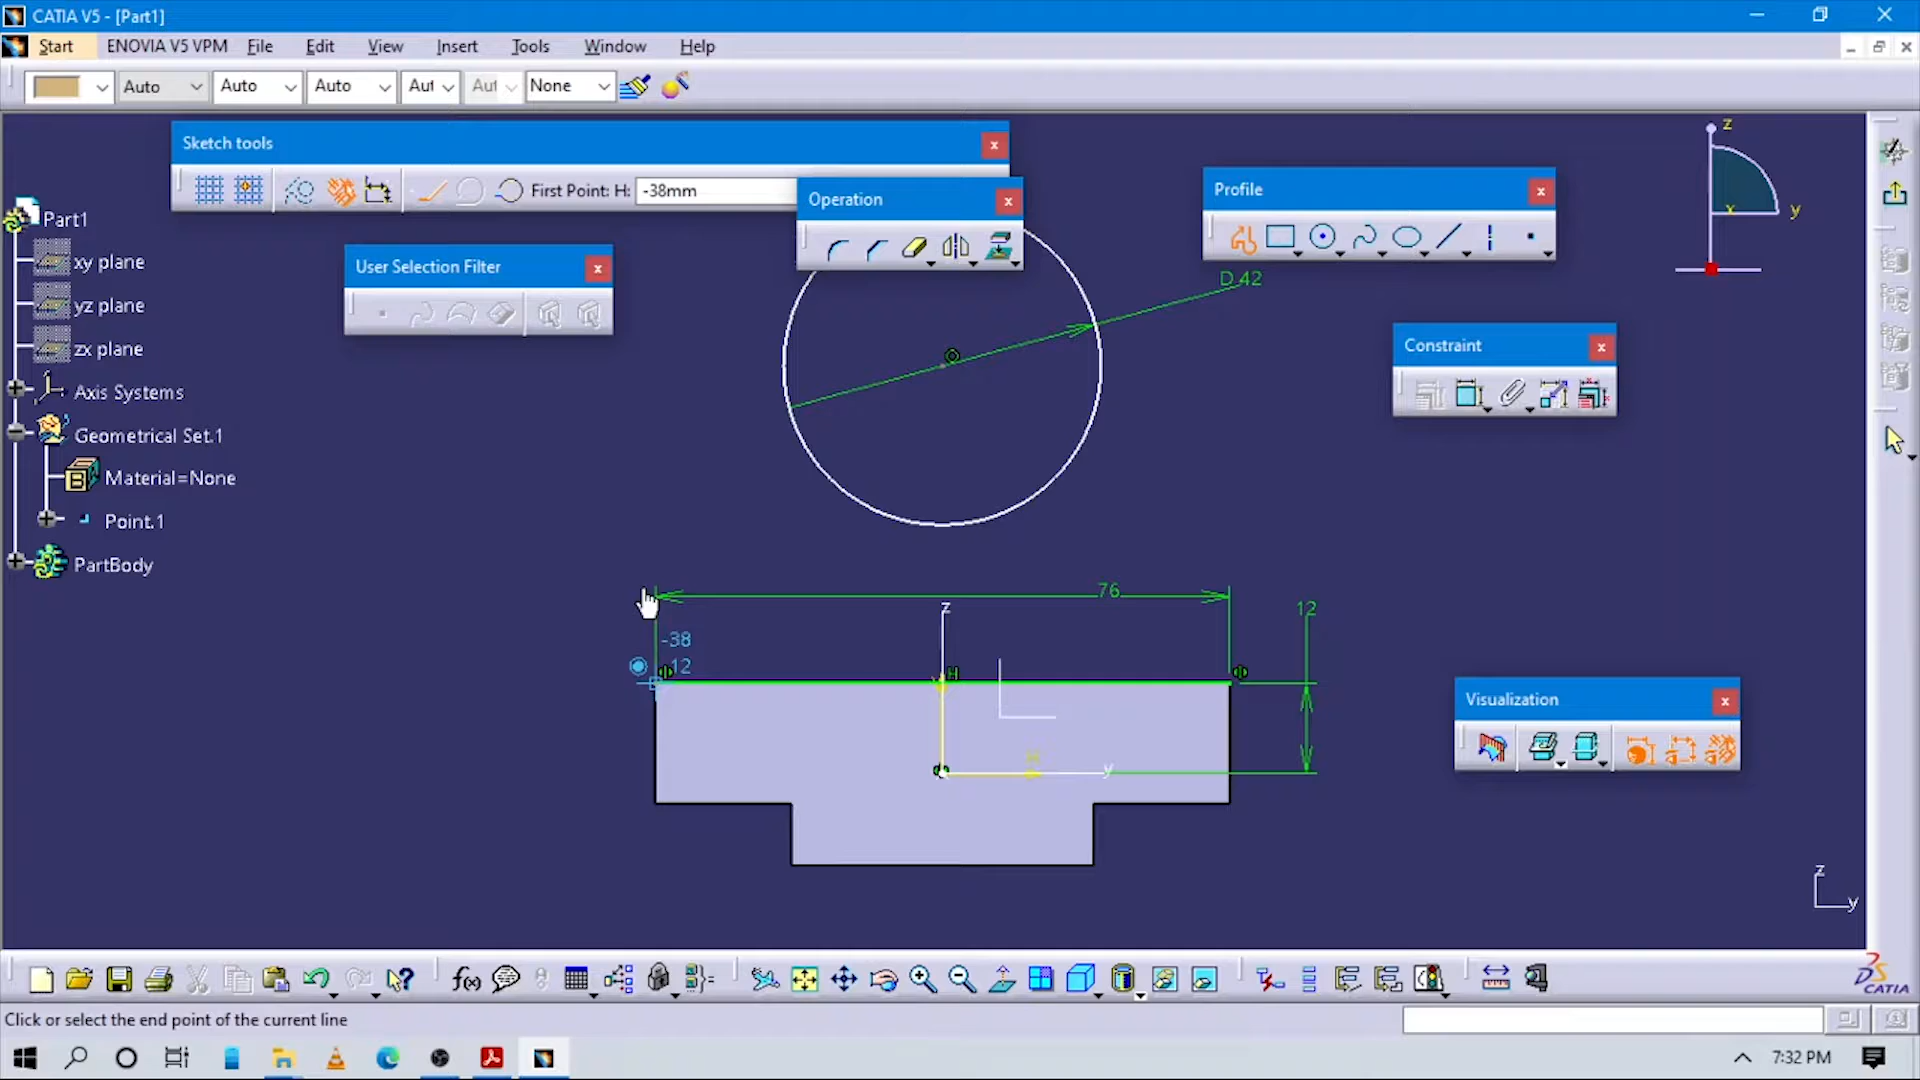 CATIA V5 - [Part1]
Start ENOVIA V5 VPM File Edit View Insert Tools Window Help
Auto Auto Auto Aut Aut None
Sketch tools
First Point: H: -38mm
Operation
Profile
User Selection Filter
Constraint
Visualization
Part1
xy plane
yz plane
zx plane
Axis Systems
Geometrical Set.1
Material=None
Point.1
PartBody
z
x
y
D 42
76
12
z
-38
12
H
H
y
z
y
CATIA
Click or select the end point of the current line
7:32 PM